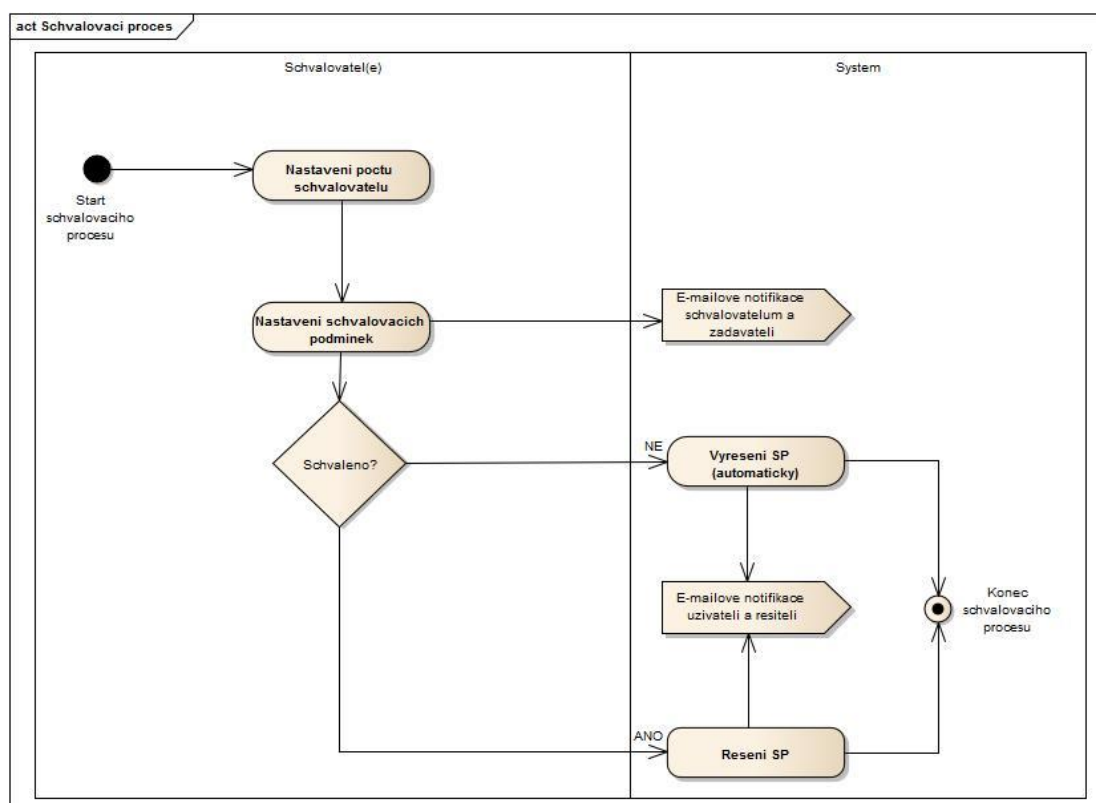 act Schvalovaci proces
Schvalovatel(e)
System
Start
schvalovaciho
procesu
Nastaveni poctu
schvalovatelu
Nastaveni schvalovacich
podminek
E-mailove notifikace
schvalovatelum a
zadavateli
Schvaleno?
NE
Vyreseni SP
(automaticky)
E-mailove notifikace
uzivateli a resiteli
Konec
schvalovaciho
procesu
ANO
Reseni SP